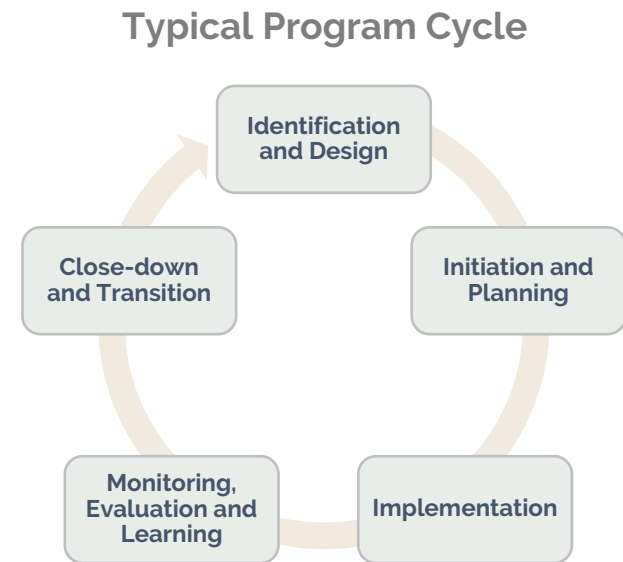 Typical Program Cycle
Identification
and Design
Initiation and
Planning
Implementation
Monitoring,
Evaluation and
Learning
Close-down
and Transition